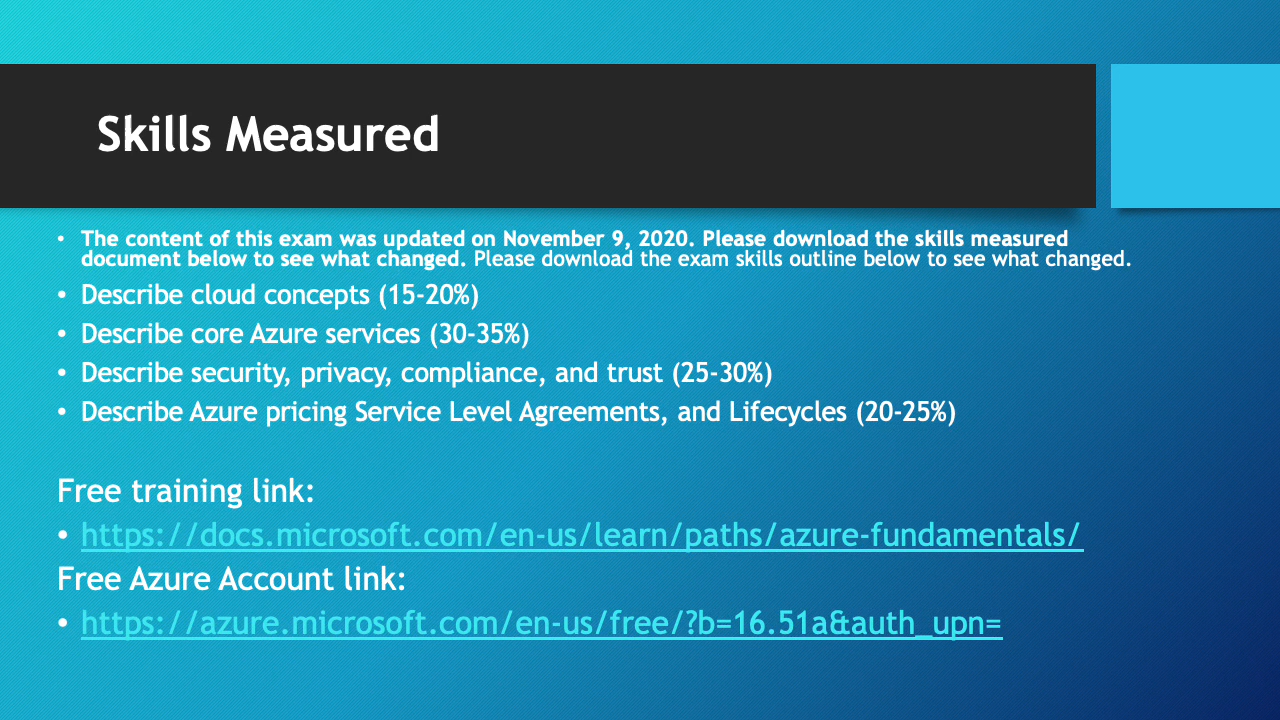 Skills Measured
• The content of this exam was updated on November 9, 2020. Please download the skills measured
document below to see what changed. Please download the exam skills outline below to see what changed.
• Describe cloud concepts (15-20%)
• Describe core Azure services (30-35%)
• Describe security, privacy, compliance, and trust (25-30%)
• Describe Azure pricing Service Level Agreements, and Lifecycles (20-25%)
Free training link:
• https://docs.microsoft.com/en-us/learn/paths/azure-fundamentals/
Free Azure Account link:
• https://azure.microsoft.com/en-us/free/?b=16.51a&auth_upn=